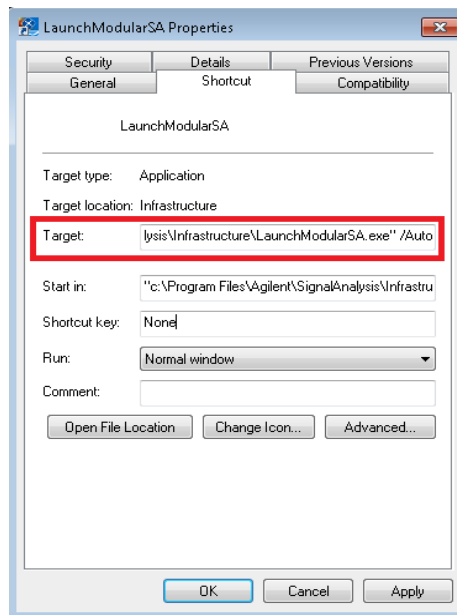 LaunchModularSA Properties
Security Details Previous Versions
General Shortcut Compatibility
LaunchModularSA
Target type: Application
Target location: Infrastructure
Target: lysis\Infrastructure\LaunchModularSA.exe" /Auto
Start in: "c:\Program Files\Agilent\SignalAnalysis\Infrastru
Shortcut key: None
Run: Normal window
Comment:
Open File Location Change Icon... Advanced...
OK Cancel Apply